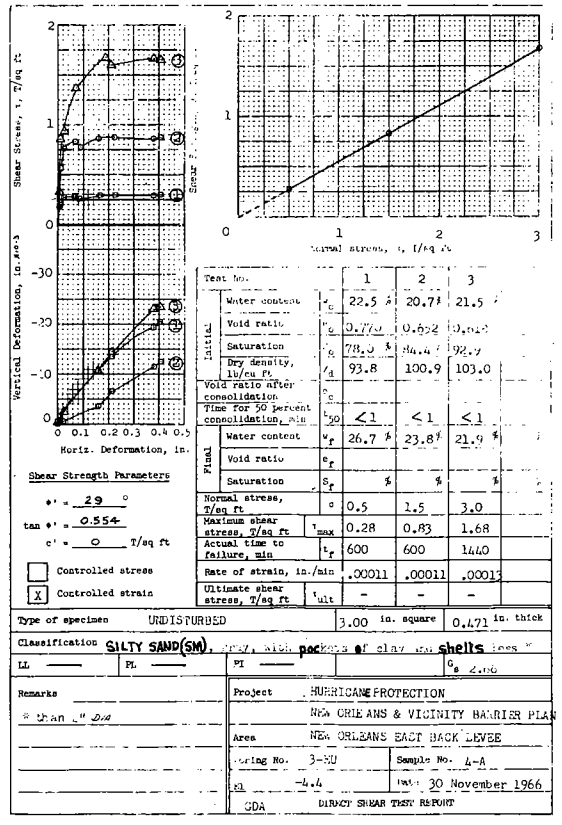 2
1
0
Shear Stress, τ, T/sq ft
3
2
1
-30
-20
-10
0
Vertical Deformation, in.
3
1
2
0 0.1 0.2 0.3 0.4 0.5
Horiz. Deformation, in.
2
1
0 1 2 3
Normal stress, σ, T/sq ft
Shear Strength Parameters
φ' = 29 °
tan φ' = 0.554
c' = 0 T/sq ft
Controlled stress
X Controlled strain
Test No. 1 2 3
Initial
Water content 22.5 % 20.7% 21.5
Void ratio 0.770 0.652
Saturation 78.0 % 84.4% 92.9
Dry density, lb/cu ft 93.8 100.9 103.0
Void ratio after consolidation
Time for 50 percent consolidation, min t50 <1 <1 <1
Final
Water content wf 26.7 % 23.8% 21.9 %
Void ratio ef
Saturation Sf % % %
Normal stress, T/sq ft σ 0.5 1.5 3.0
Maximum shear stress, T/sq ft τmax 0.28 0.83 1.68
Actual time to failure, min tf 600 600 1440
Rate of strain, in./min .00011 .00011 .00013
Ultimate shear stress, T/sq ft τult - - -
Type of specimen UNDISTURBED 3.00 in. square 0.471 in. thick
Classification SILTY SAND(SM), gray, with pockets of clay and shells less *
LL — PL — PI — Gs 2.66
Remarks
* than ½" DIA
Project HURRICANE PROTECTION
NEW ORLEANS & VICINITY BARRIER PLAN
Area NEW ORLEANS EAST BACK LEVEE
Boring No. 3-EU Sample No. 4-A
El -4.4 Date 30 November 1966
GDA DIRECT SHEAR TEST REPORT